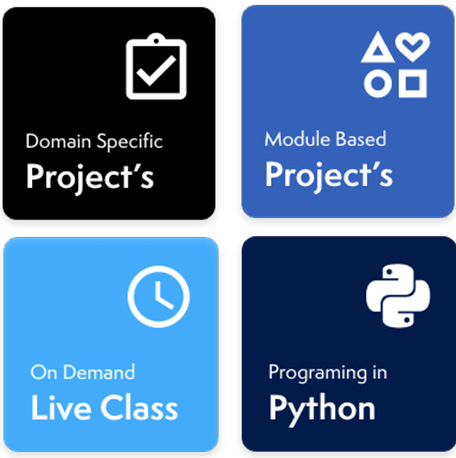 Domain Specific
Project's
Module Based
Project's
On Demand
Live Class
Programing in
Python